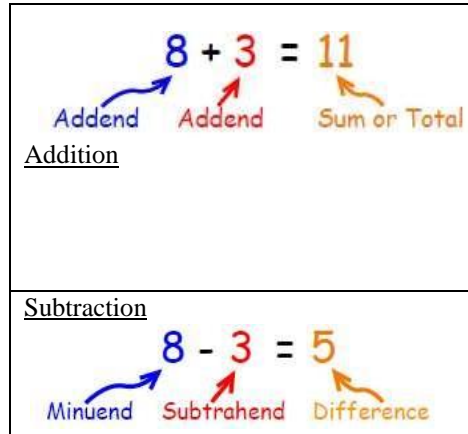 8 + 3 = 11
Addend Addend Sum or Total
Addition
Subtraction
8 - 3 = 5
Minuend Subtrahend Difference